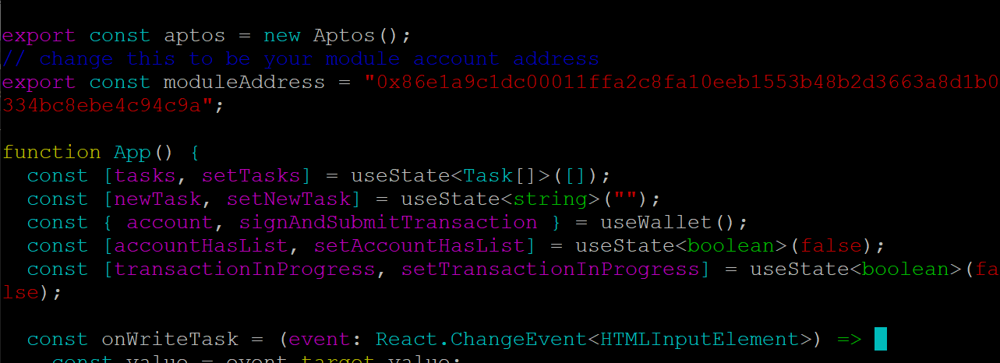 export const aptos = new Aptos();
// change this to be your module account address
export const moduleAddress = "0x86e1a9c1dc00011ffa2c8fa10eeb1553b48b2d3663a8d1b0
334bc8ebe4c94c9a";
function App() {
  const [tasks, setTasks] = useState<Task[]>([]);
  const [newTask, setNewTask] = useState<string>("");
  const { account, signAndSubmitTransaction } = useWallet();
  const [accountHasList, setAccountHasList] = useState<boolean>(false);
  const [transactionInProgress, setTransactionInProgress] = useState<boolean>(fa
lse);
  const onWriteTask = (event: React.ChangeEvent<HTMLInputElement>) =>
    const value = event.target.value;